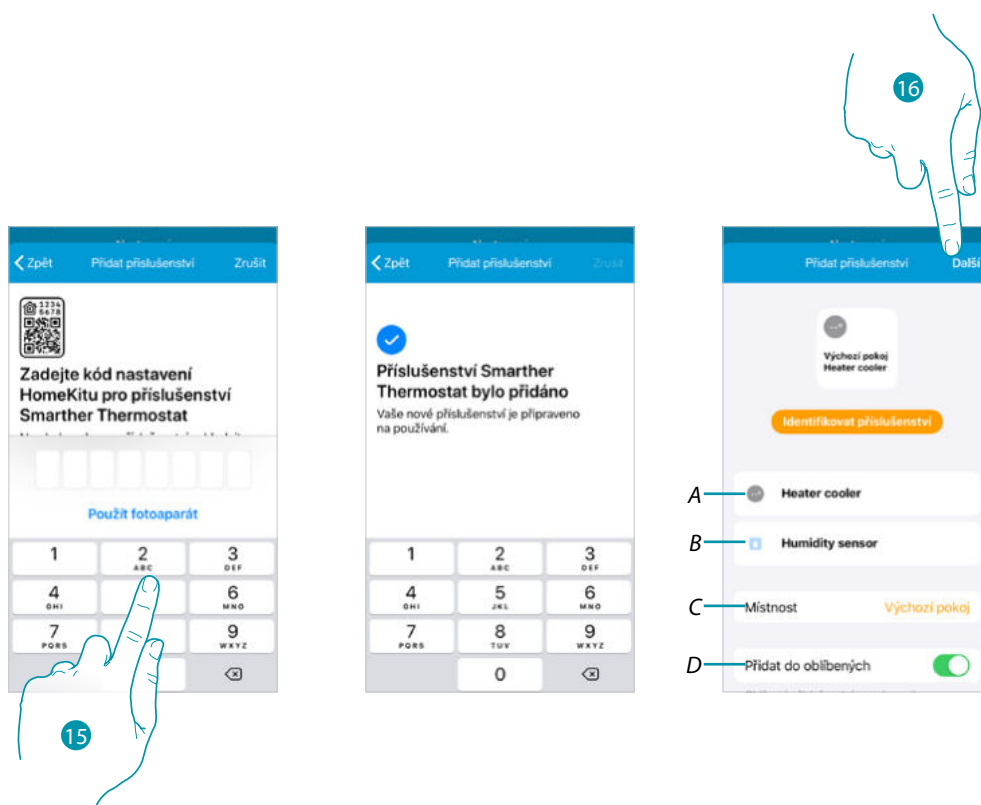 16
Zpět Přidat příslušenství Zrušit
1234
5678
Zadejte kód nastavení
HomeKitu pro příslušenství
Smarther Thermostat
Použít fotoaparát
1
2
ABC
3
DEF
4
GHI
6
MNO
7
PQRS
9
WXYZ
15
Zpět Přidat příslušenství Zrušit
Příslušenství Smarther
Thermostat bylo přidáno
Vaše nové příslušenství je připraveno
na používání.
1
2
ABC
3
DEF
4
GHI
5
JKL
6
MNO
7
PQRS
8
TUV
9
WXYZ
0
Přidat příslušenství Další
Výchozí pokoj
Heater cooler
Identifikovat příslušenství
A Heater cooler
B Humidity sensor
C Místnost Výchozí pokoj
D Přidat do oblíbených